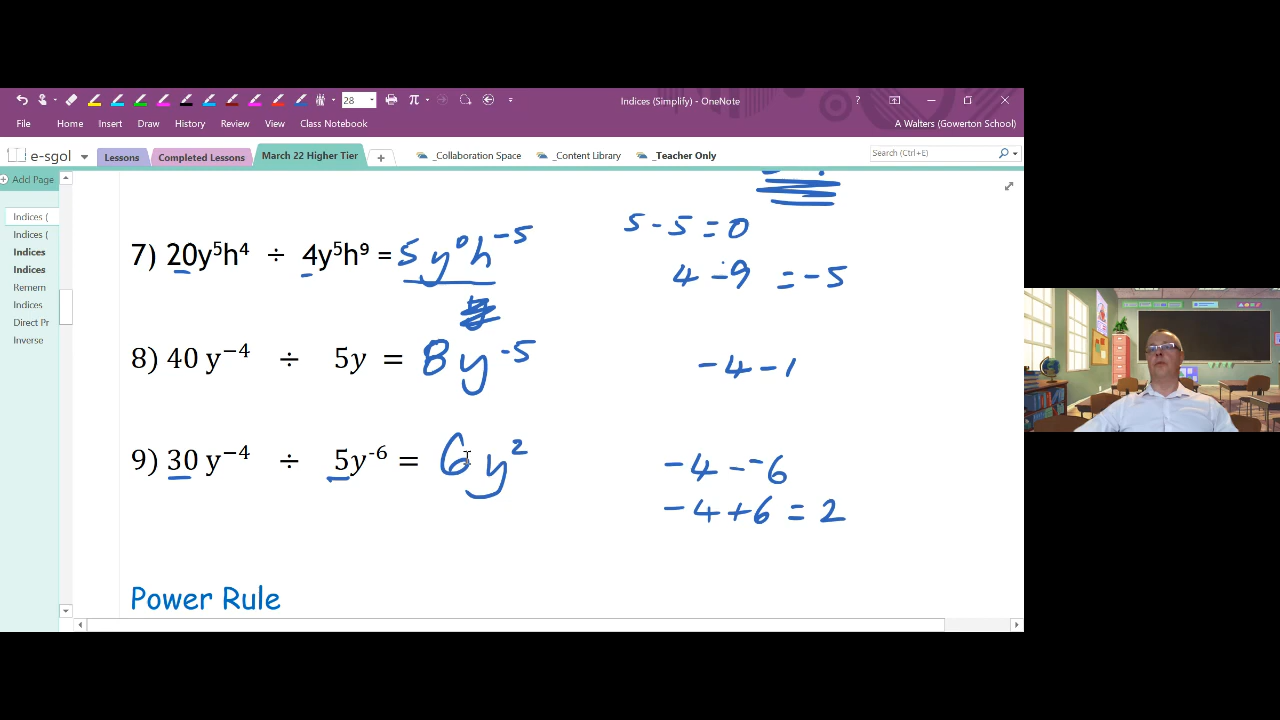 28
Indices (Simplify) - OneNote
File Home Insert Draw History Review View Class Notebook
A Walters (Gowerton School)
e-sgol Lessons Completed Lessons March 22 Higher Tier + _Collaboration Space _Content Library _Teacher Only
Search (Ctrl+E)
Add Page
Indices (
Indices (
Indices
Indices
Remem
Indices
Direct Pr
Inverse
5 - 5 = 0
7) 20y⁵h⁴ ÷ 4y⁵h⁹ = 5y⁰h⁻⁵
4 - 9 = -5
8) 40 y⁻⁴ ÷ 5y = 8y⁻⁵
-4 - 1
9) 30 y⁻⁴ ÷ 5y⁻⁶ = 6y²
-4 - -6
-4 + 6 = 2
Power Rule